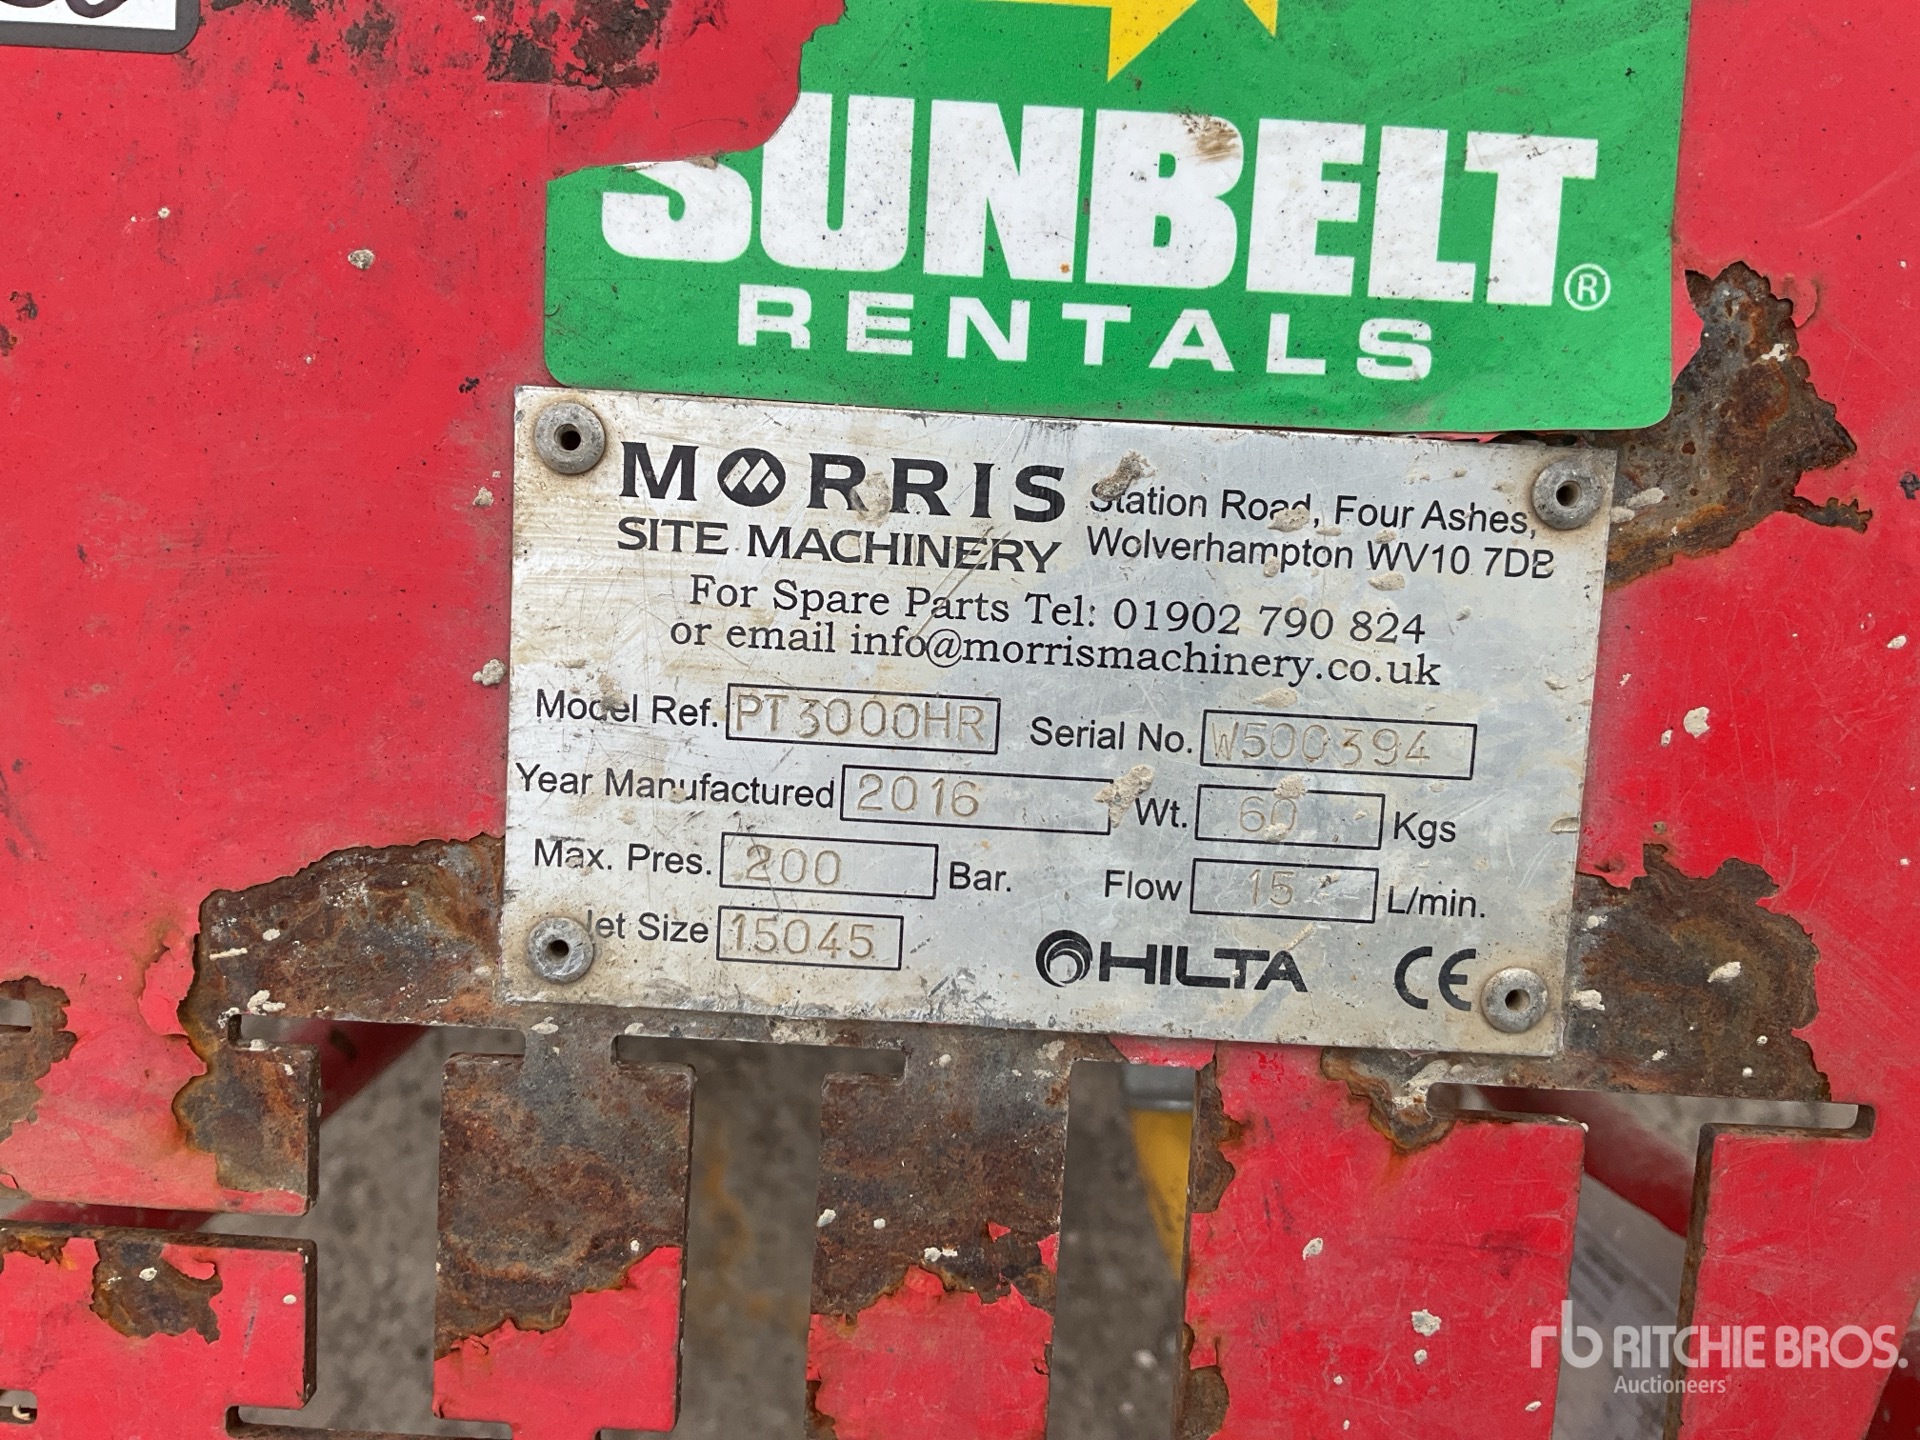 SUNBELT®
RENTALS
MORRIS
SITE MACHINERY
Station Road, Four Ashes,
Wolverhampton WV10 7DB
For Spare Parts Tel: 01902 790 824
or email info@morrismachinery.co.uk
Model Ref. PT3000HR Serial No. W500394
Year Manufactured 2016 Wt. 60 Kgs
Max. Pres. 200 Bar. Flow 15 L/min.
Jet Size 15045
HILTA CE
rb RITCHIE BROS.
Auctioneers